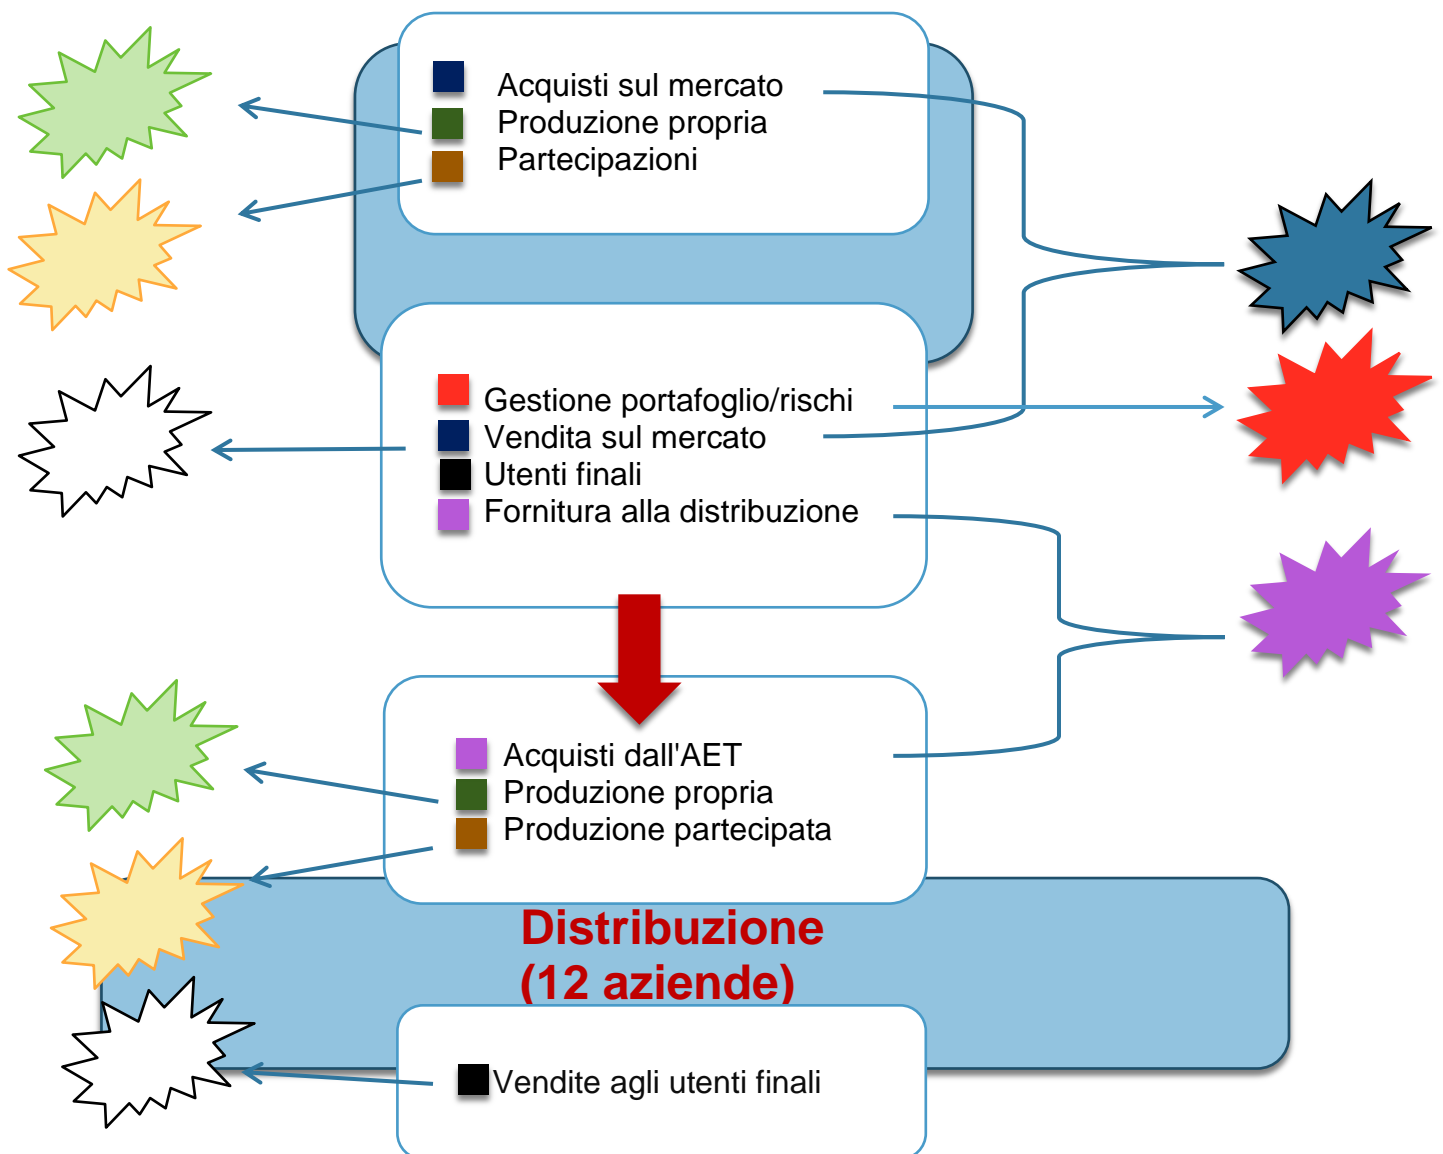 Acquisti sul mercato
Produzione propria
Partecipazioni
Gestione portafoglio/rischi
Vendita sul mercato
Utenti finali
Fornitura alla distribuzione
Acquisti dall'AET
Produzione propria
Produzione partecipata
Distribuzione
(12 aziende)
Vendite agli utenti finali